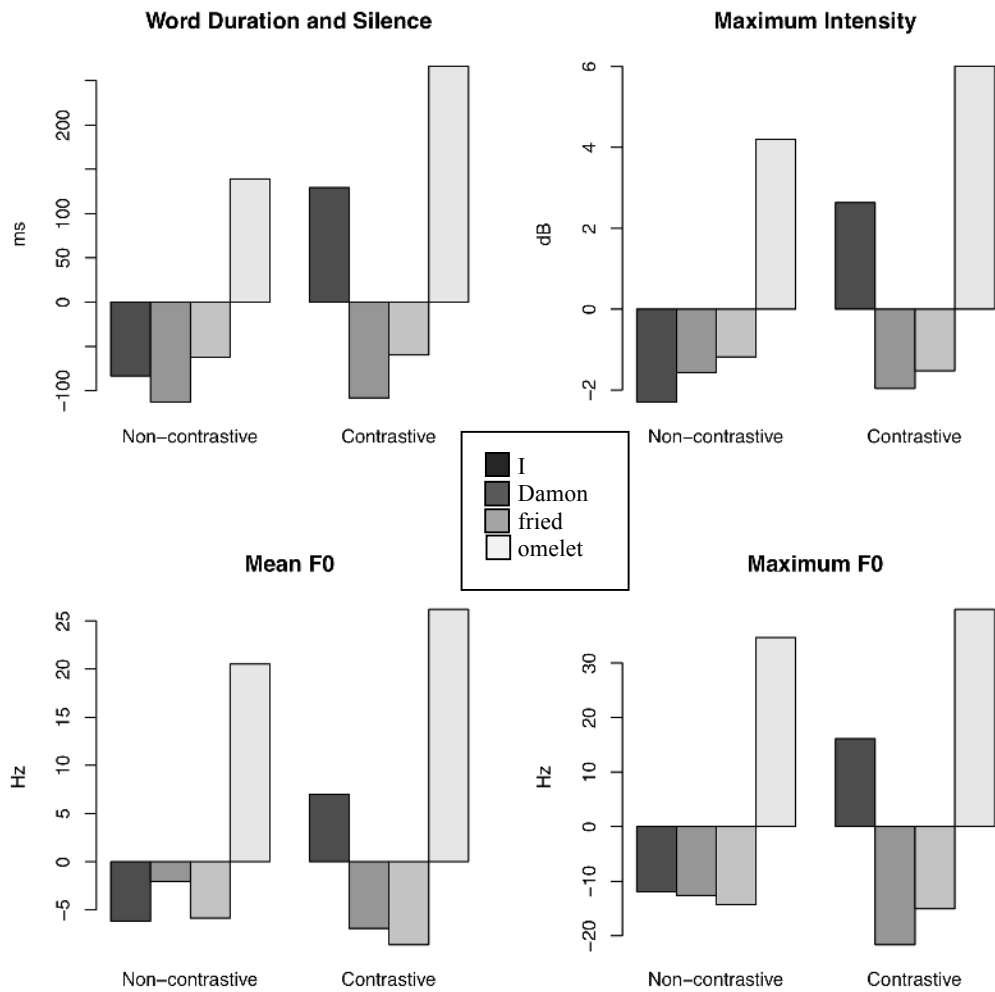 Word Duration and Silence
ms
200
100
50
0
-100
Non-contrastive
Contrastive
Maximum Intensity
dB
6
4
2
0
-2
Non-contrastive
Contrastive
I
Damon
fried
omelet
Mean F0
Hz
25
20
15
10
5
0
-5
Non-contrastive
Contrastive
Maximum F0
Hz
30
20
10
0
-10
-20
Non-contrastive
Contrastive